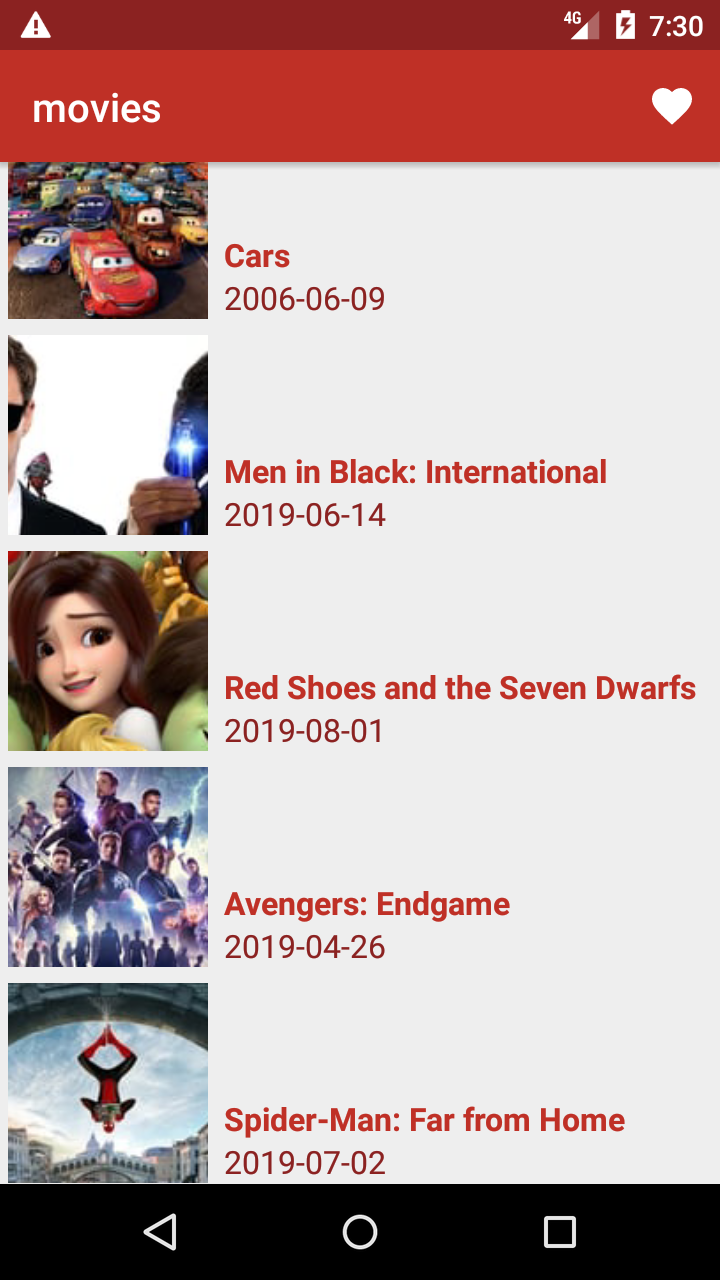 4G 7:30
movies
Cars
2006-06-09
Men in Black: International
2019-06-14
Red Shoes and the Seven Dwarfs
2019-08-01
Avengers: Endgame
2019-04-26
Spider-Man: Far from Home
2019-07-02